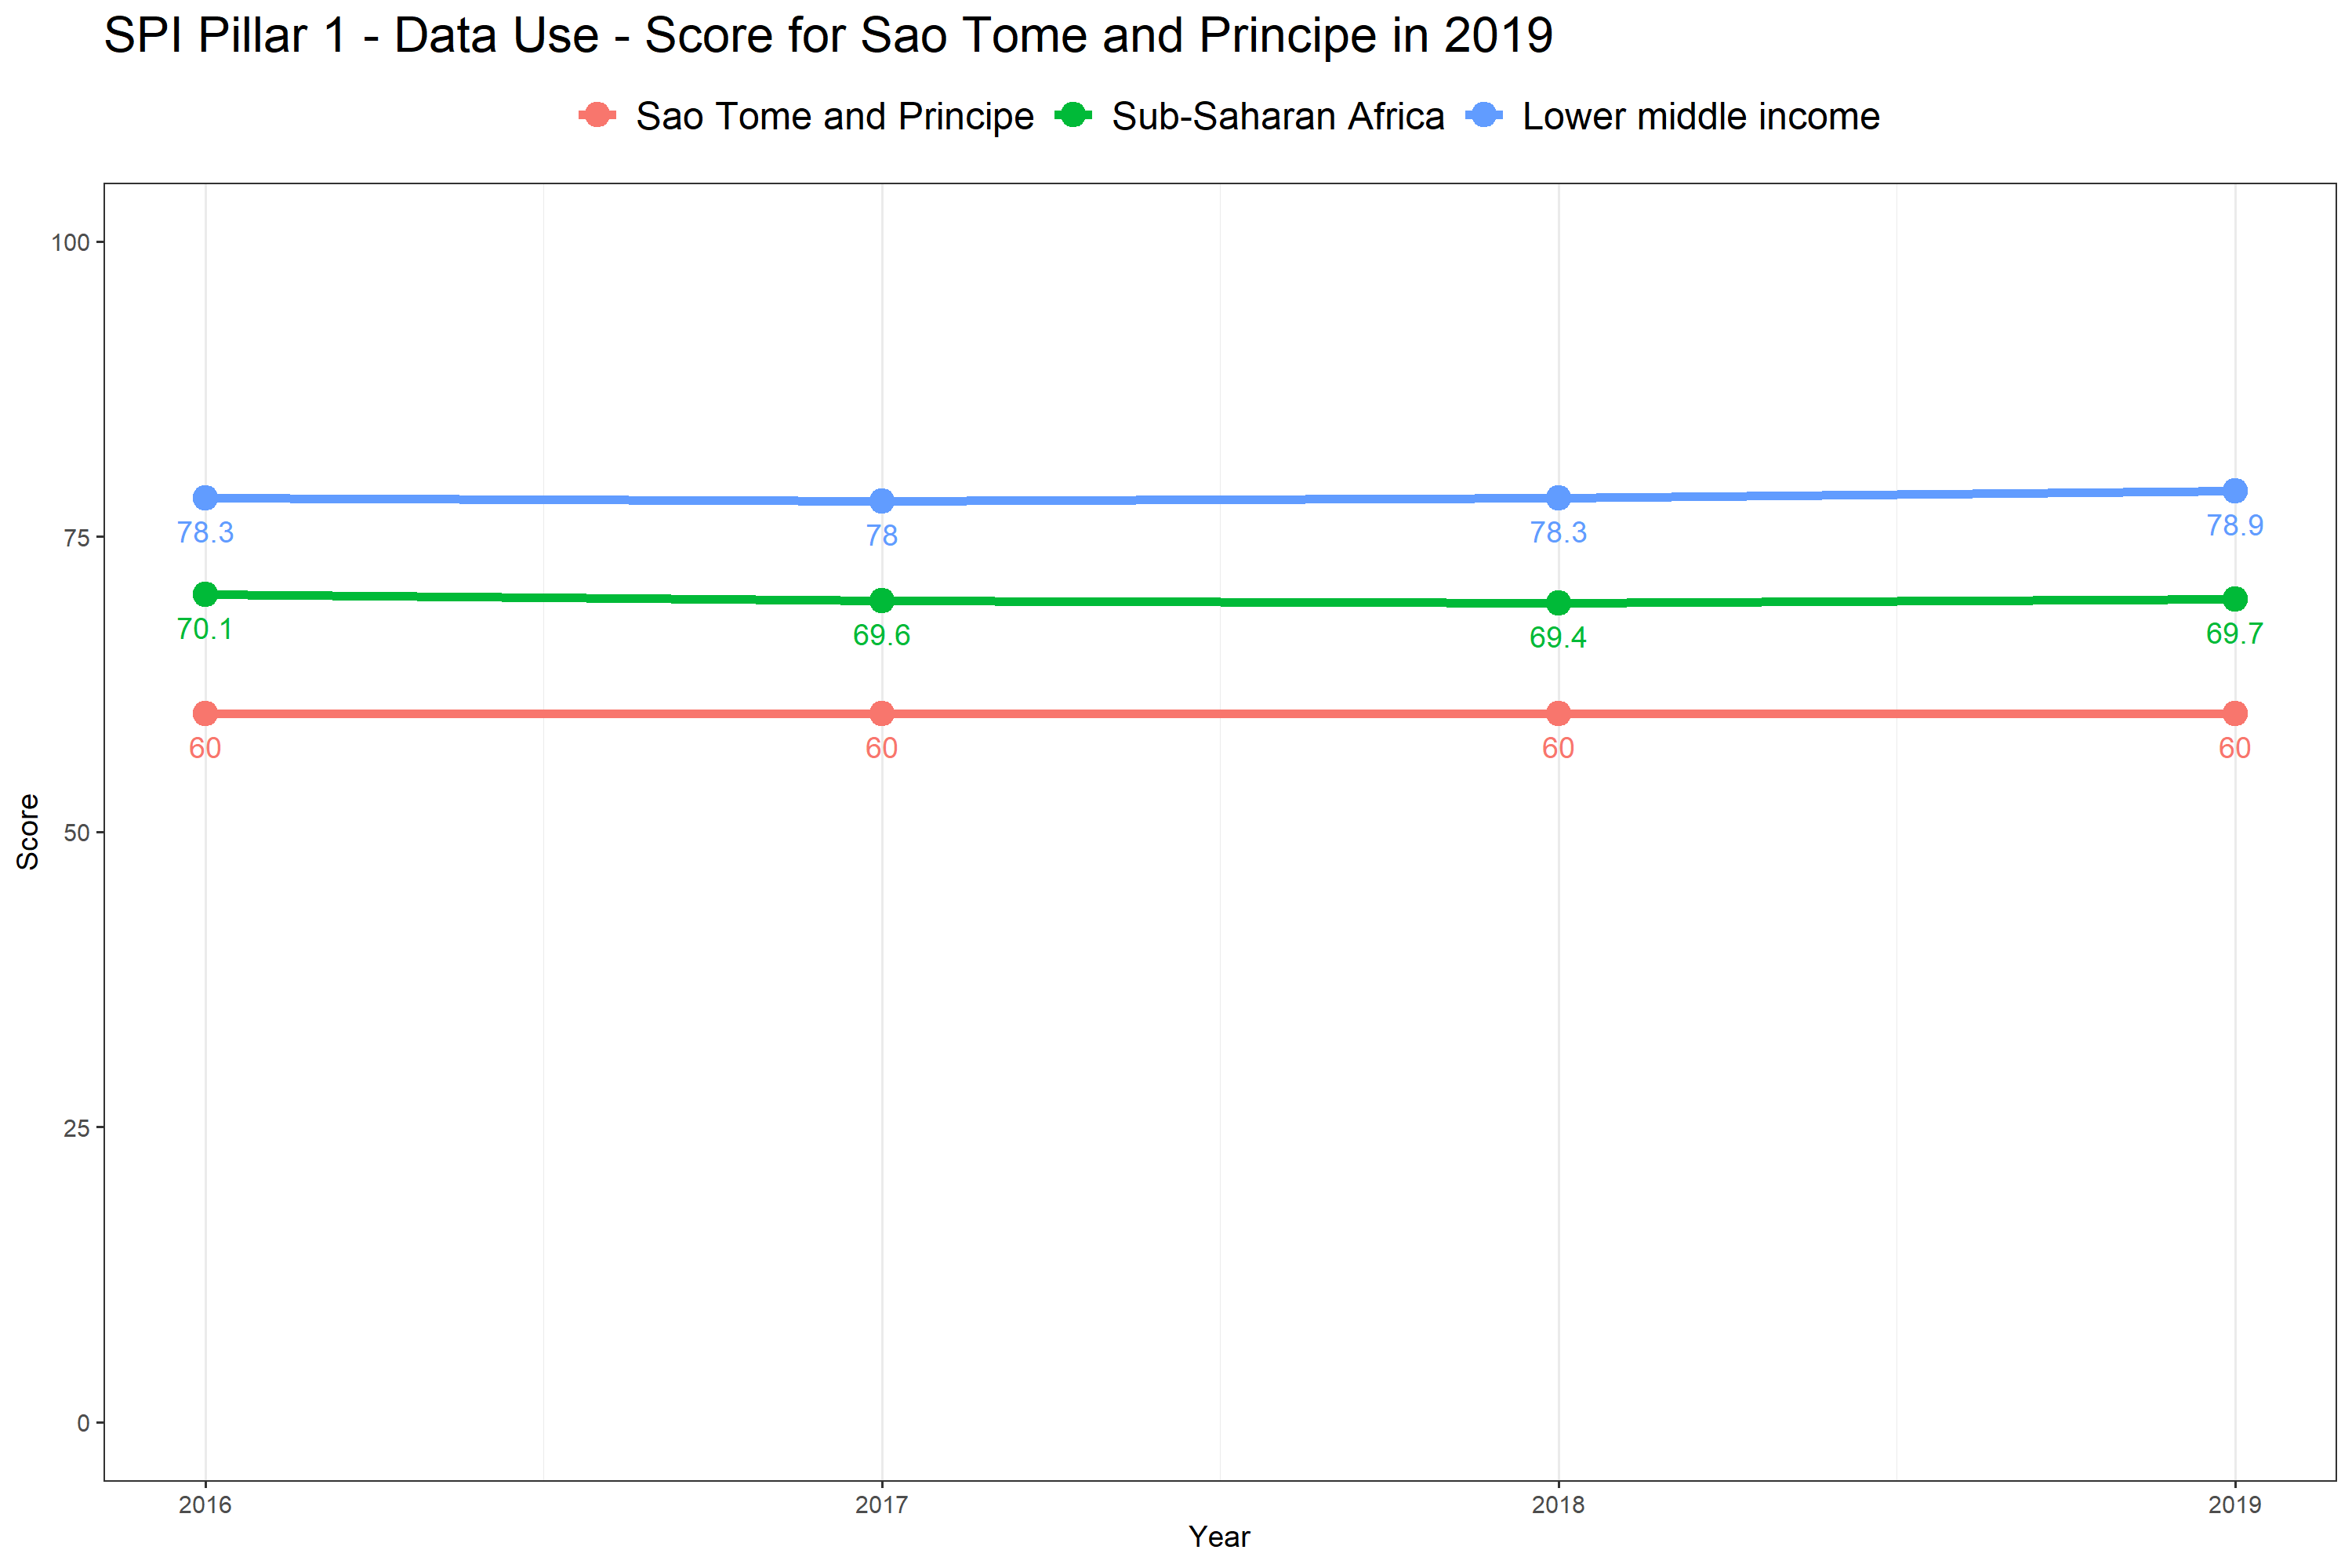 SPI Pillar 1 - Data Use - Score for Sao Tome and Principe in 2019
Sao Tome and Principe Sub-Saharan Africa Lower middle income
100
75
50
25
0
Score
78.3 78 78.3 78.9
70.1 69.6 69.4 69.7
60 60 60 60
2016 2017 2018 2019
Year